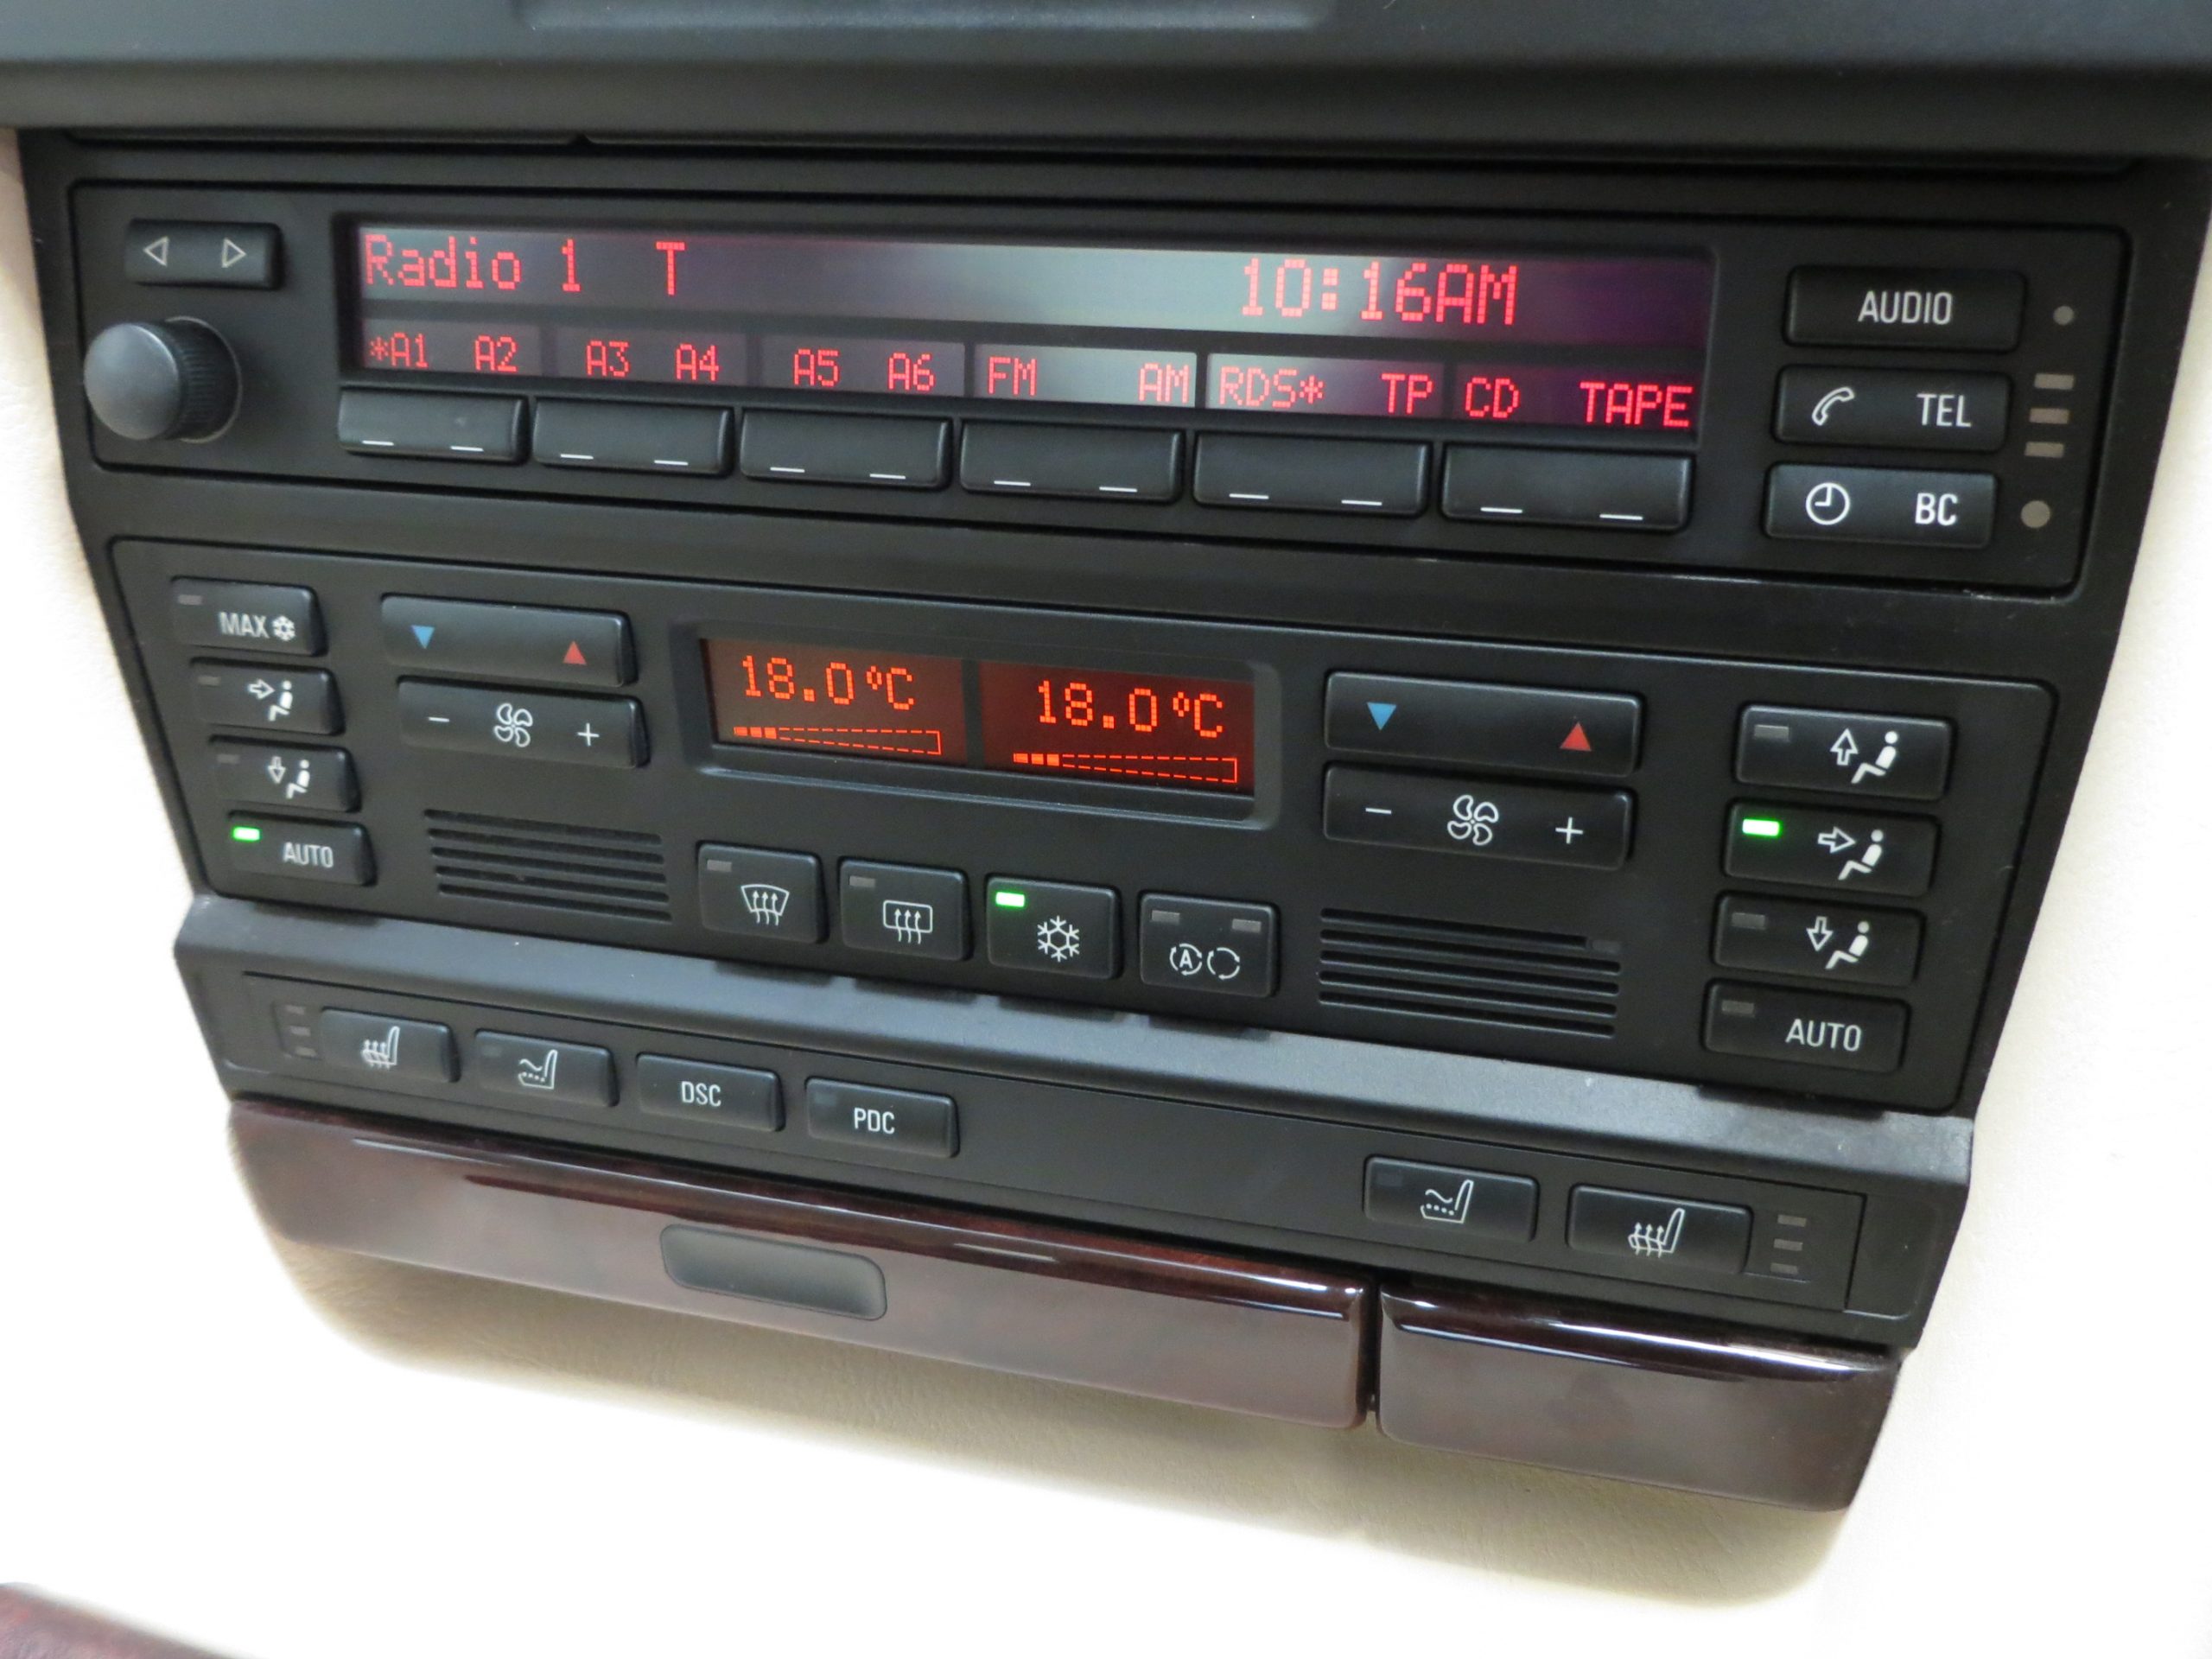 Radio 1 T 10:16AM
*A1 A2 A3 A4 A5 A6 FM AM RDS* TP CD TAPE
AUDIO
TEL
BC
MAX
18.0°C 18.0°C
- +
- +
AUTO
A
AUTO
DSC
PDC